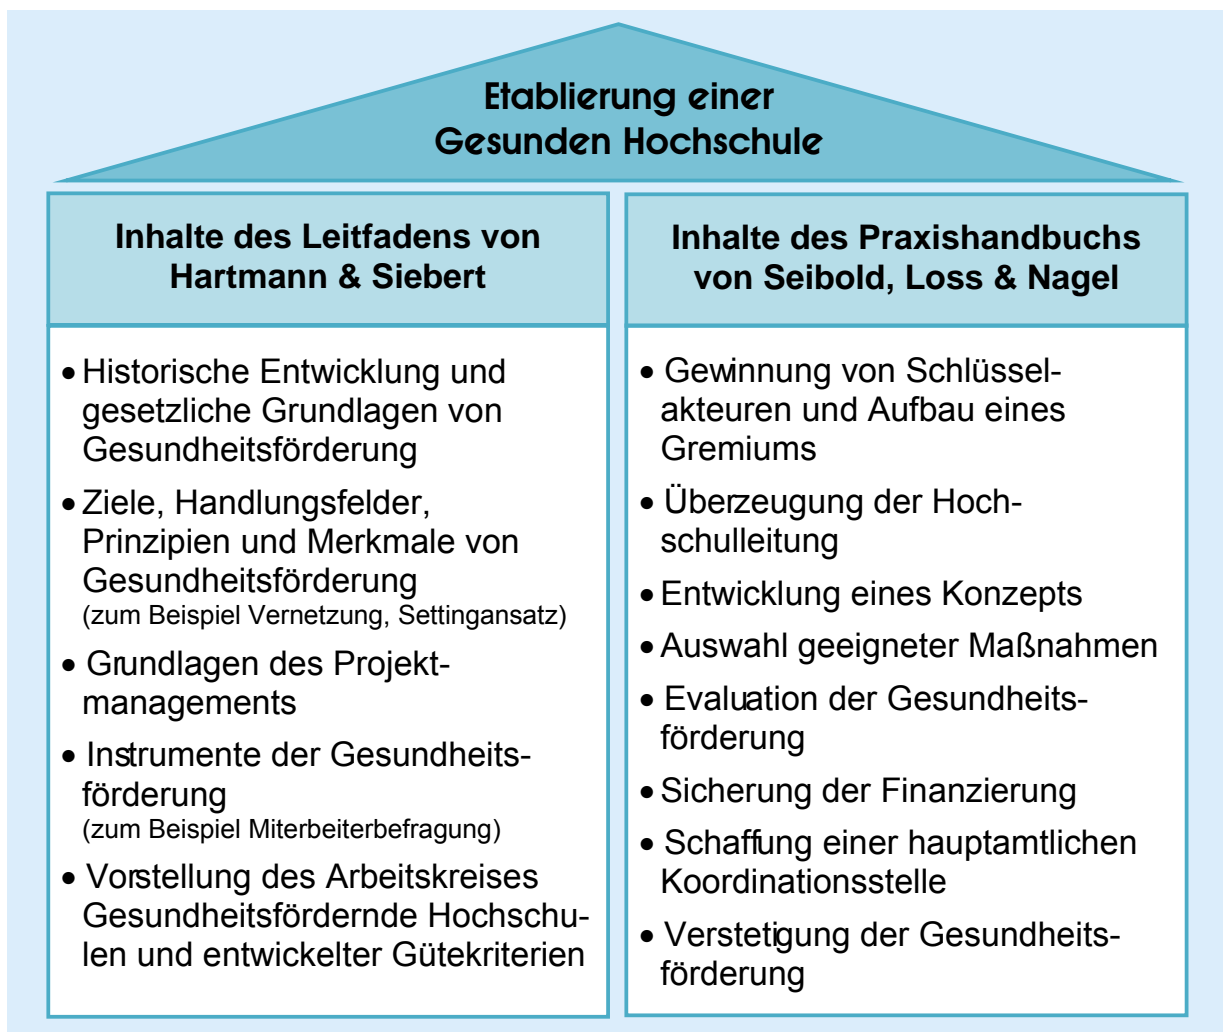 Etablierung einer
Gesunden Hochschule
Inhalte des Leitfadens von
Hartmann & Siebert
• Historische Entwicklung und
gesetzliche Grundlagen von
Gesundheitsförderung
• Ziele, Handlungsfelder,
Prinzipien und Merkmale von
Gesundheitsförderung
(zum Beispiel Vernetzung, Settingansatz)
• Grundlagen des Projekt-
managements
• Instrumente der Gesundheits-
förderung
(zum Beispiel Miterbeiterbefragung)
• Vorstellung des Arbeitskreises
Gesundheitsfördernde Hochschu-
len und entwickelter Gütekriterien
Inhalte des Praxishandbuchs
von Seibold, Loss & Nagel
• Gewinnung von Schlüssel-
akteuren und Aufbau eines
Gremiums
• Überzeugung der Hoch-
schulleitung
• Entwicklung eines Konzepts
• Auswahl geeigneter Maßnahmen
• Evaluation der Gesundheits-
förderung
• Sicherung der Finanzierung
• Schaffung einer hauptamtlichen
Koordinationsstelle
• Verstetigung der Gesundheits-
förderung